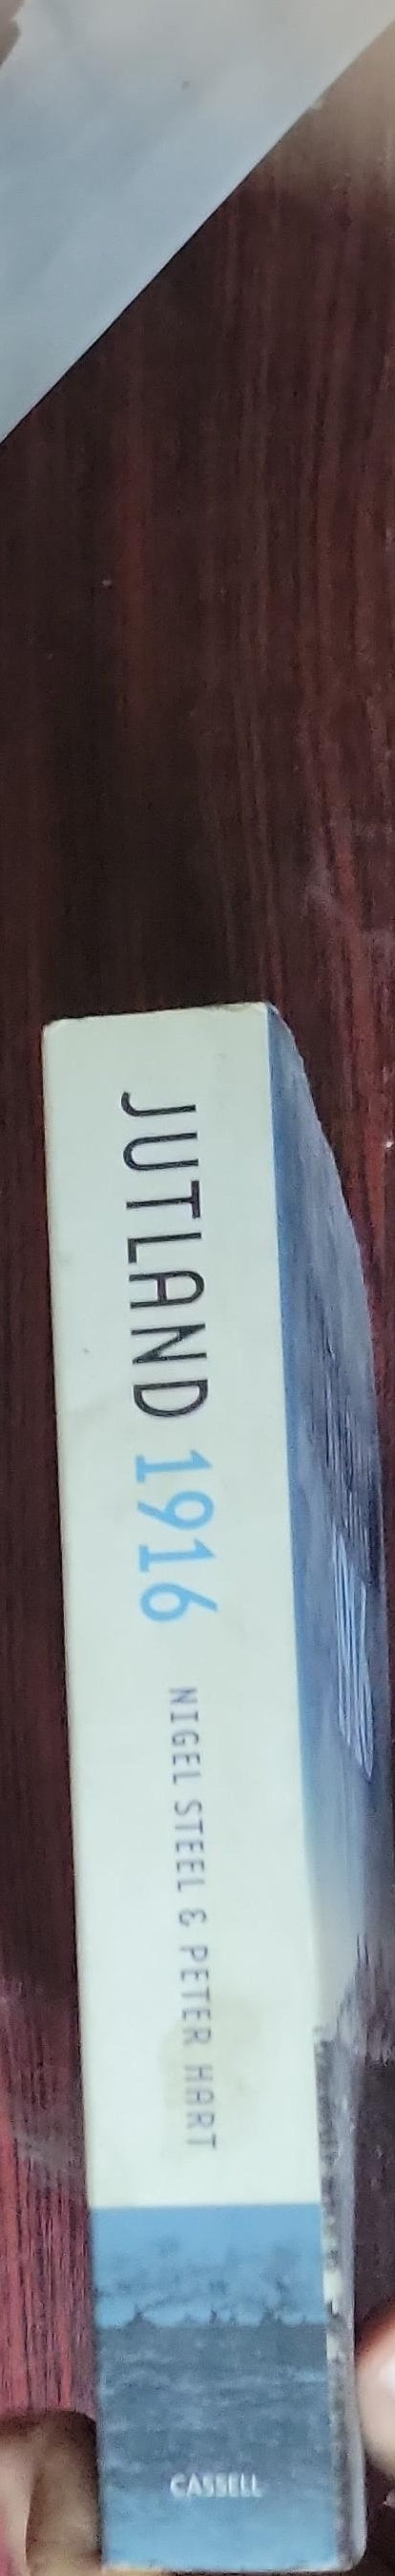 JUTLAND 1916
NIGEL STEEL & PETER HART
CASSELL